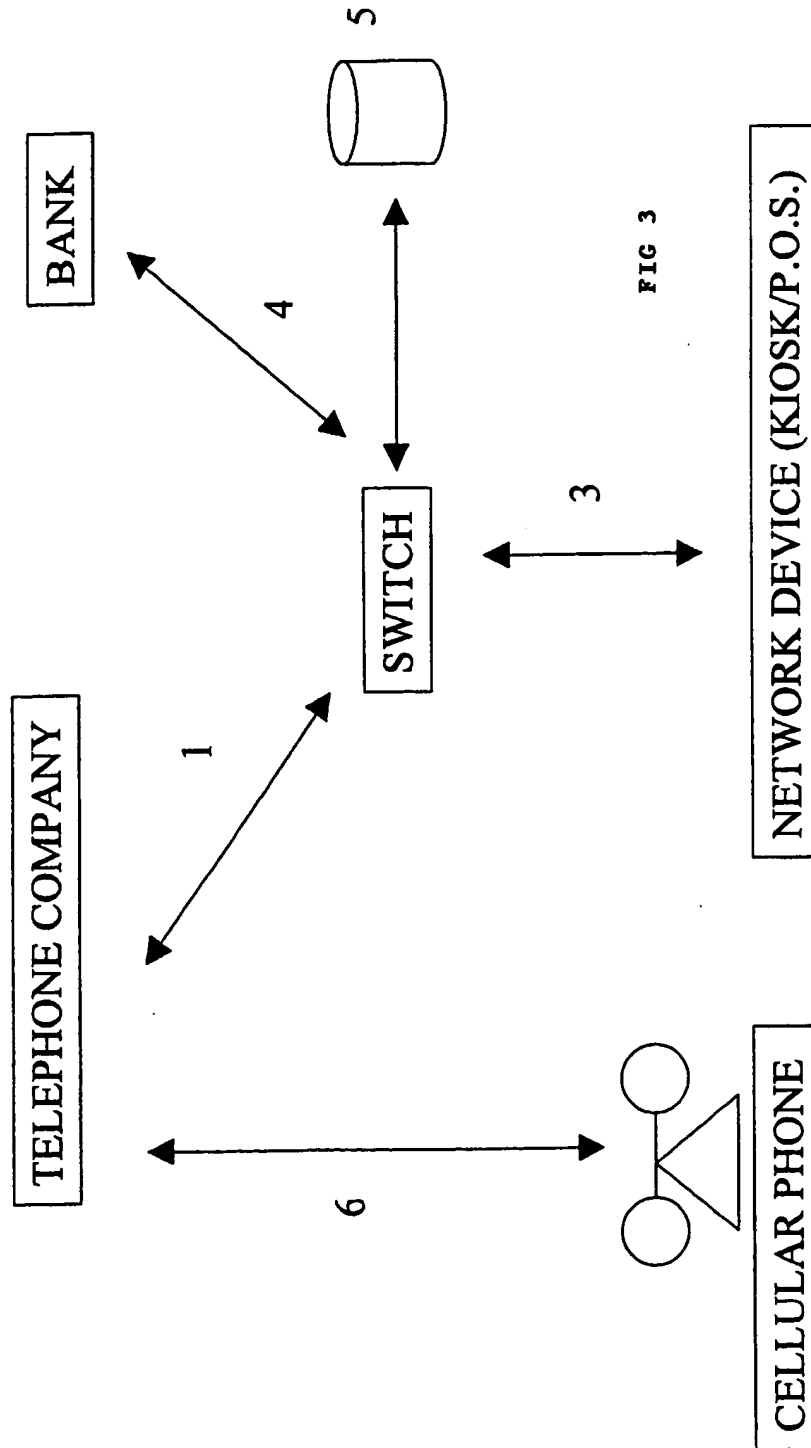 TELEPHONE COMPANY
BANK
1
4
6
SWITCH
5
3
FIG 3
CELLULAR PHONE
NETWORK DEVICE (KIOSK/P.O.S.)